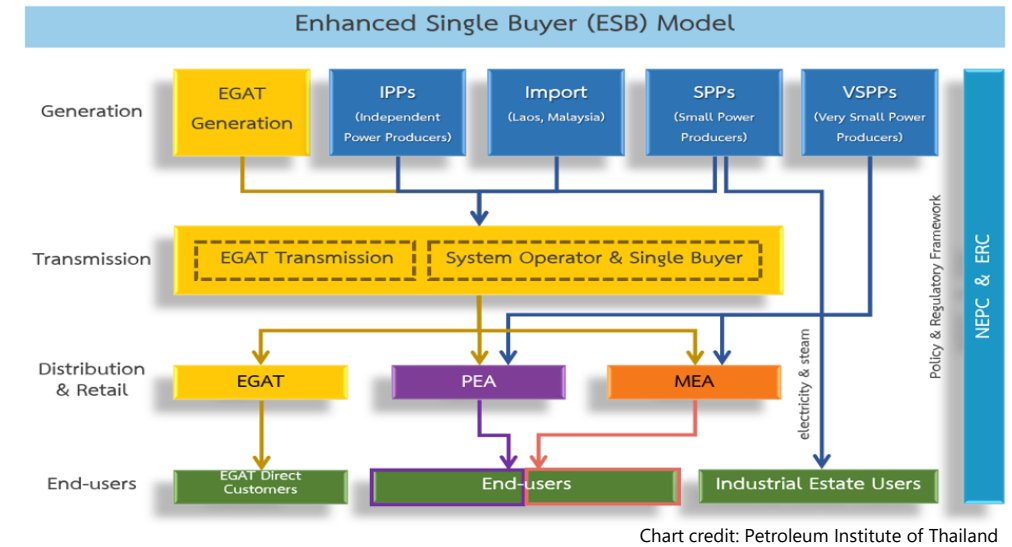 Enhanced Single Buyer (ESB) Model
Generation
EGAT
Generation
IPPs
(Independent
Power Producers)
Import
(Laos, Malaysia)
SPPs
(Small Power
Producers)
VSPPs
(Very Small Power
Producers)
Transmission
EGAT Transmission
System Operator & Single Buyer
Distribution
& Retail
EGAT
PEA
MEA
electricity & steam
Policy & Regulatory Framework
NEPC & ERC
End-users
EGAT Direct
Customers
End-users
Industrial Estate Users
Chart credit: Petroleum Institute of Thailand